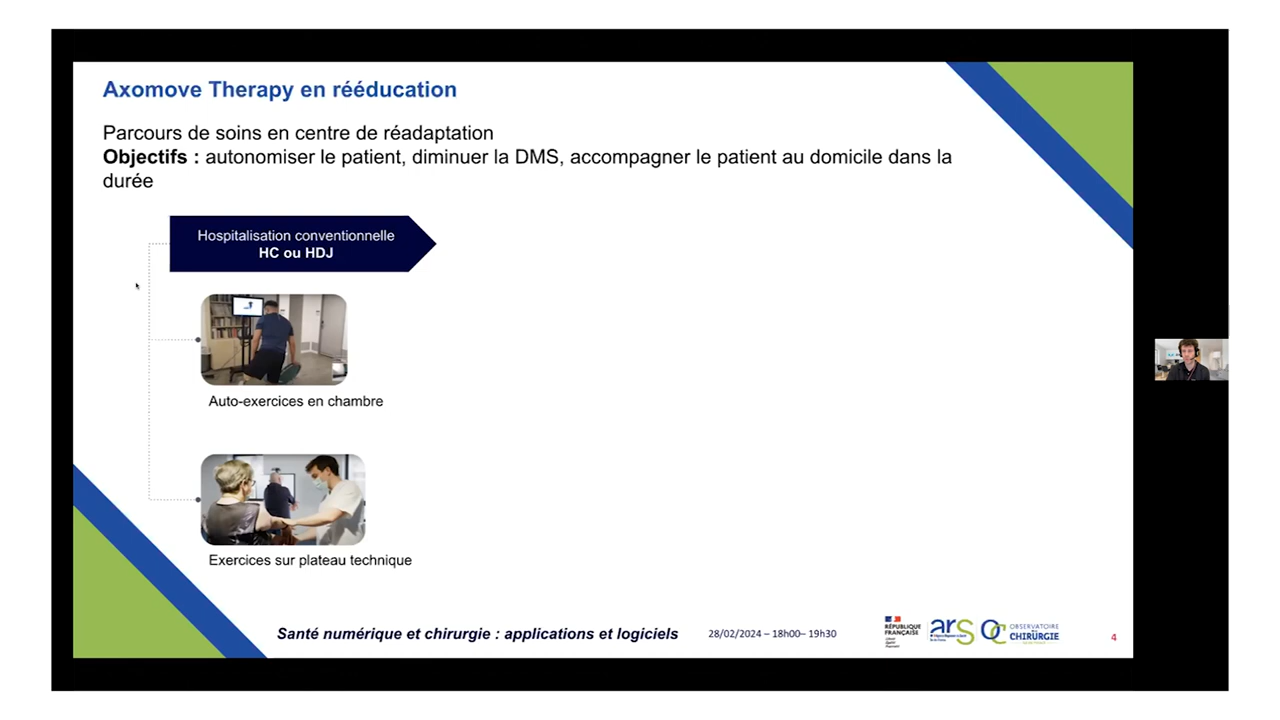 Axomove Therapy en rééducation
Parcours de soins en centre de réadaptation
Objectifs : autonomiser le patient, diminuer la DMS, accompagner le patient au domicile dans la
durée
Hospitalisation conventionnelle
HC ou HDJ
Auto-exercices en chambre
Exercices sur plateau technique
Santé numérique et chirurgie : applications et logiciels
28/02/2024 – 18h00– 19h30
RÉPUBLIQUE
FRANÇAISE
ars
OC
OBSERVATOIRE
CHIRURGIE
4